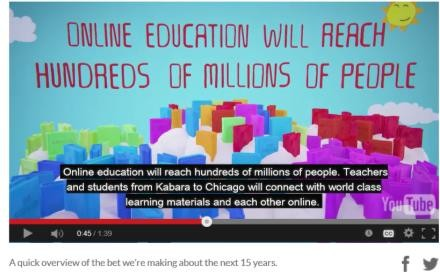 ONLINE EDUCATION WILL REACH
HUNDREDS OF MILLIONS OF PEOPLE
Online education will reach hundreds of millions of people. Teachers
and students from Kabara to Chicago will connect with world class
learning materials and each other online.
YouTube
0:45 / 1:39
CC
A quick overview of the bet we're making about the next 15 years.